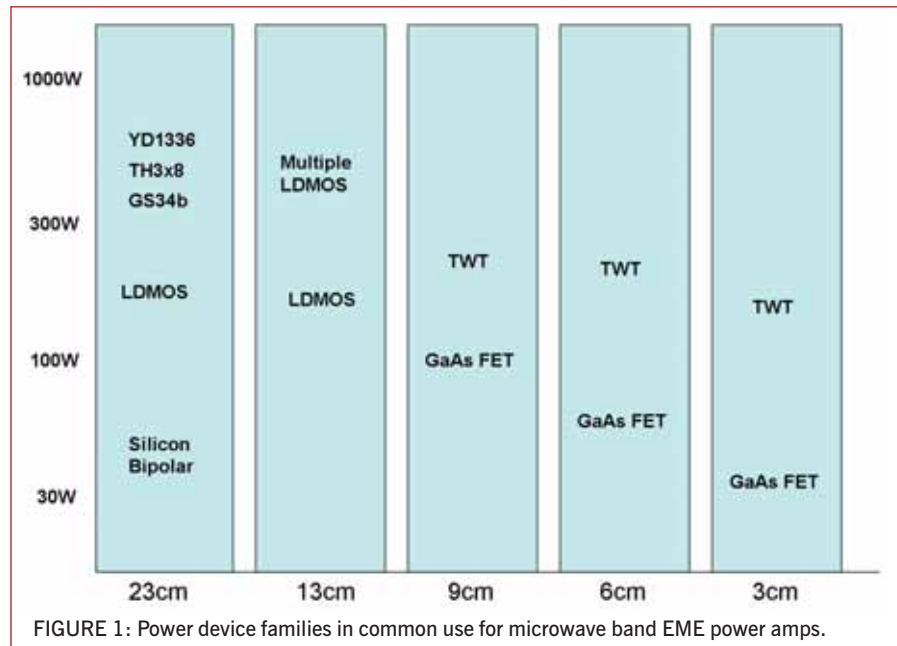 1000W
300W
100W
30W
YD1336
TH3x8
GS34b
LDMOS
Silicon
Bipolar
Multiple
LDMOS
LDMOS
TWT
GaAs FET
TWT
GaAs FET
TWT
GaAs FET
23cm
13cm
9cm
6cm
3cm
FIGURE 1: Power device families in common use for microwave band EME power amps.